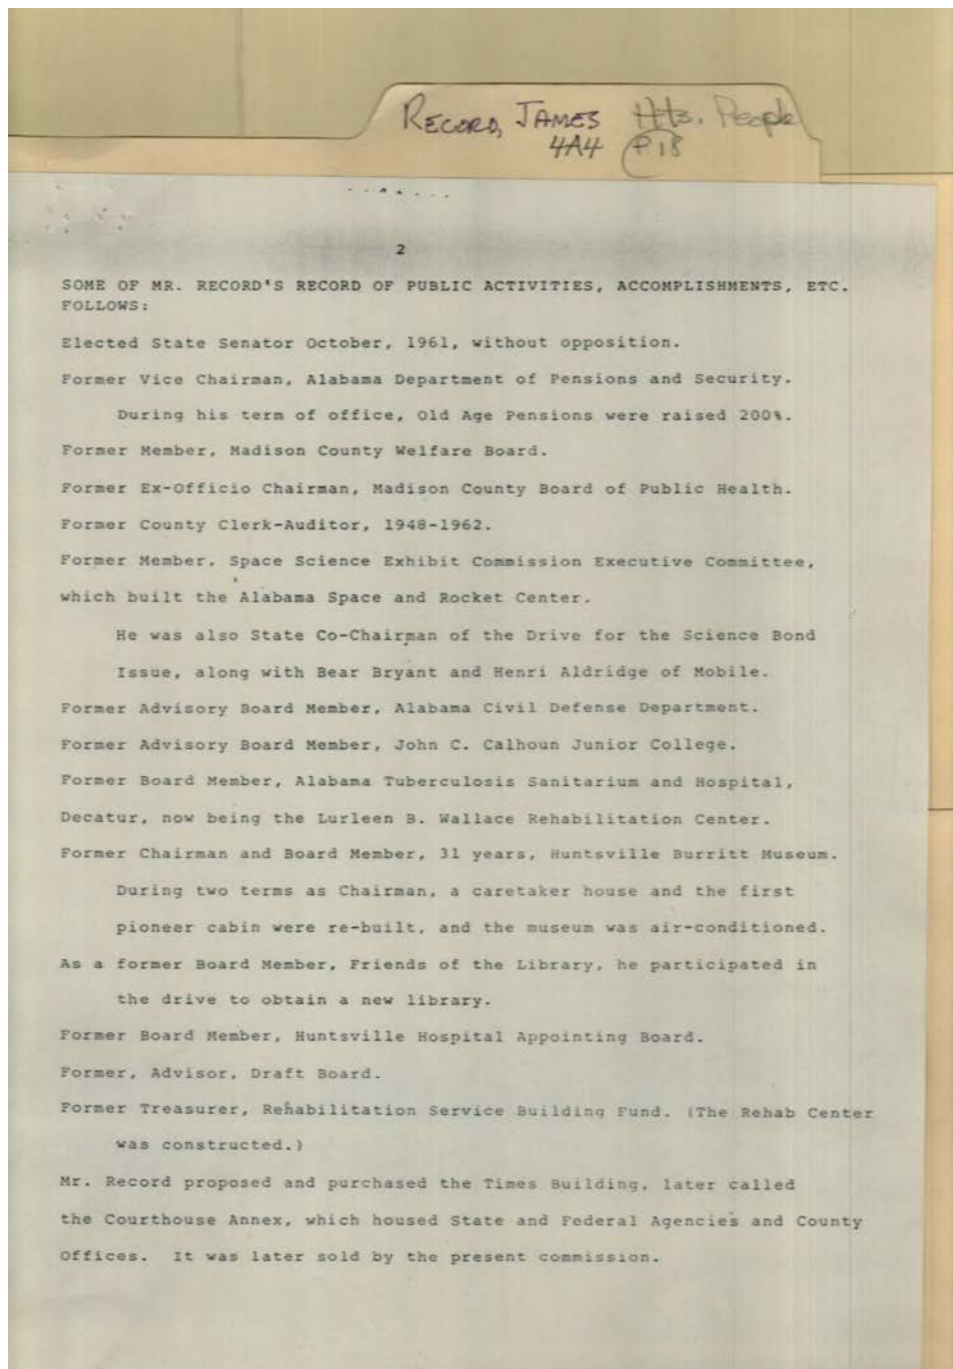 RECORD, JAMES Hts. People
4A4 P18
2
SOME OF MR. RECORD'S RECORD OF PUBLIC ACTIVITIES, ACCOMPLISHMENTS, ETC.
FOLLOWS:
Elected State Senator October, 1961, without opposition.
Former Vice Chairman, Alabama Department of Pensions and Security.
During his term of office, Old Age Pensions were raised 200%.
Former Member, Madison County Welfare Board.
Former Ex-Officio Chairman, Madison County Board of Public Health.
Former County Clerk-Auditor, 1948-1962.
Former Member, Space Science Exhibit Commission Executive Committee,
which built the Alabama Space and Rocket Center.
He was also State Co-Chairman of the Drive for the Science Bond
Issue, along with Bear Bryant and Henri Aldridge of Mobile.
Former Advisory Board Member, Alabama Civil Defense Department.
Former Advisory Board Member, John C. Calhoun Junior College.
Former Board Member, Alabama Tuberculosis Sanitarium and Hospital,
Decatur, now being the Lurleen B. Wallace Rehabilitation Center.
Former Chairman and Board Member, 31 years, Huntsville Burritt Museum.
During two terms as Chairman, a caretaker house and the first
pioneer cabin were re-built, and the museum was air-conditioned.
As a former Board Member, Friends of the Library, he participated in
the drive to obtain a new library.
Former Board Member, Huntsville Hospital Appointing Board.
Former, Advisor, Draft Board.
Former Treasurer, Rehabilitation Service Building Fund. (The Rehab Center
was constructed.)
Mr. Record proposed and purchased the Times Building, later called
the Courthouse Annex, which housed State and Federal Agencies and County
Offices. It was later sold by the present commission.